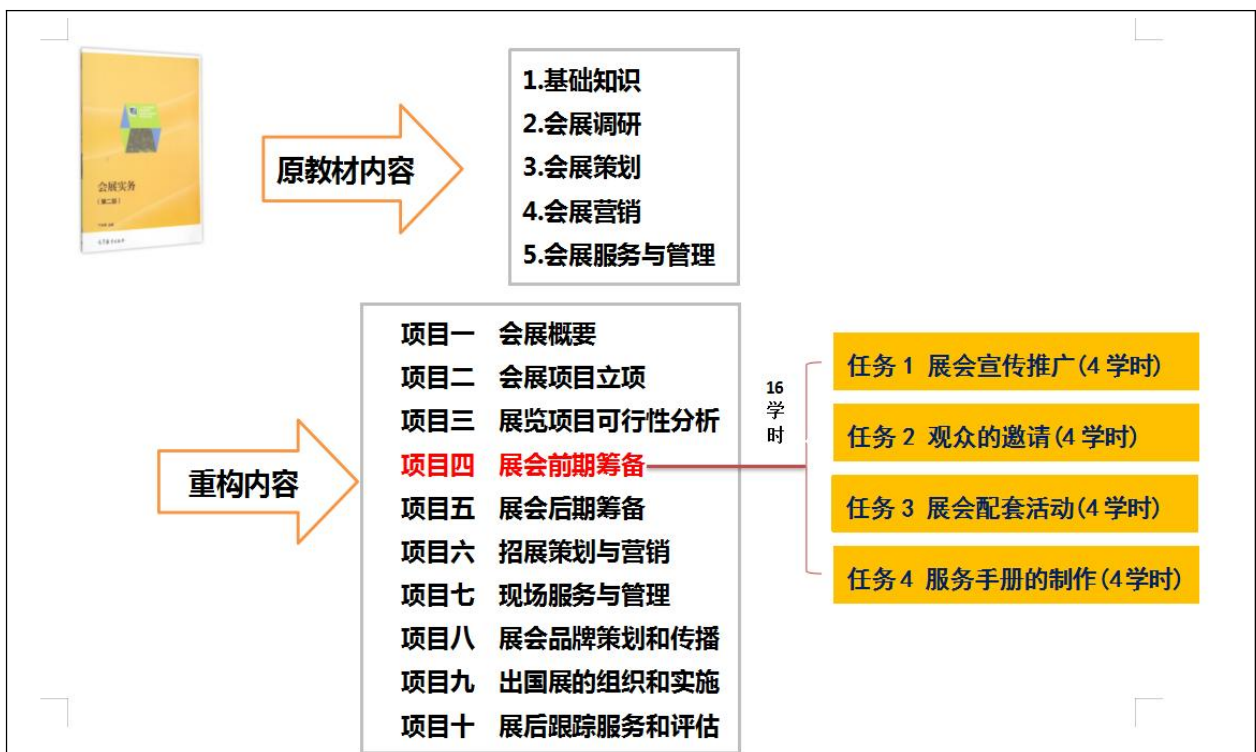 会展实务
(第二版)
原教材内容
1.基础知识
2.会展调研
3.会展策划
4.会展营销
5.会展服务与管理
重构内容
项目一 会展概要
项目二 会展项目立项
项目三 展览项目可行性分析
项目四 展会前期筹备
项目五 展会后期筹备
项目六 招展策划与营销
项目七 现场服务与管理
项目八 展会品牌策划和传播
项目九 出国展的组织和实施
项目十 展后跟踪服务和评估
16
学
时
任务1 展会宣传推广(4学时)
任务2 观众的邀请(4学时)
任务3 展会配套活动(4学时)
任务4 服务手册的制作(4学时)